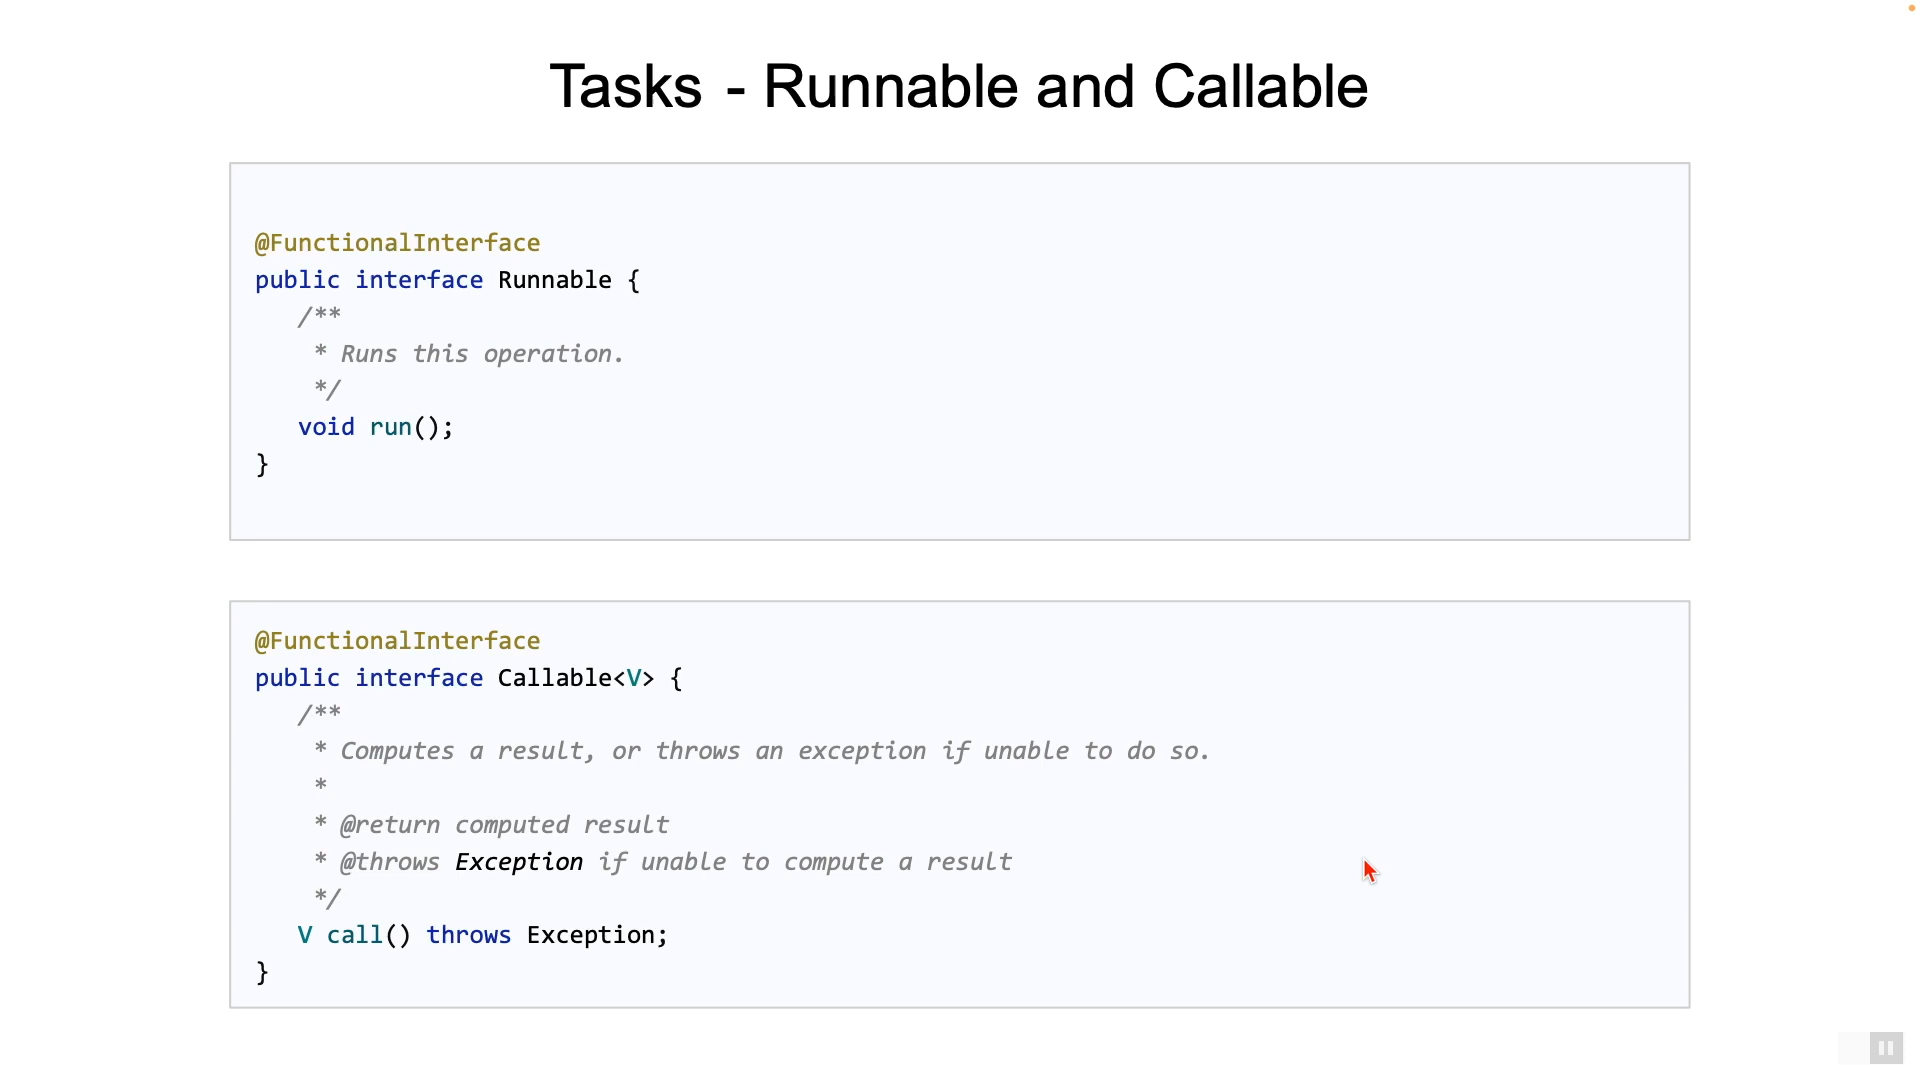 Tasks - Runnable and Callable
@FunctionalInterface
public interface Runnable {
/**
* Runs this operation.
*/
void run();
}
@FunctionalInterface
public interface Callable<V> {
/**
* Computes a result, or throws an exception if unable to do so.
*
* @return computed result
* @throws Exception if unable to compute a result
*/
V call() throws Exception;
}